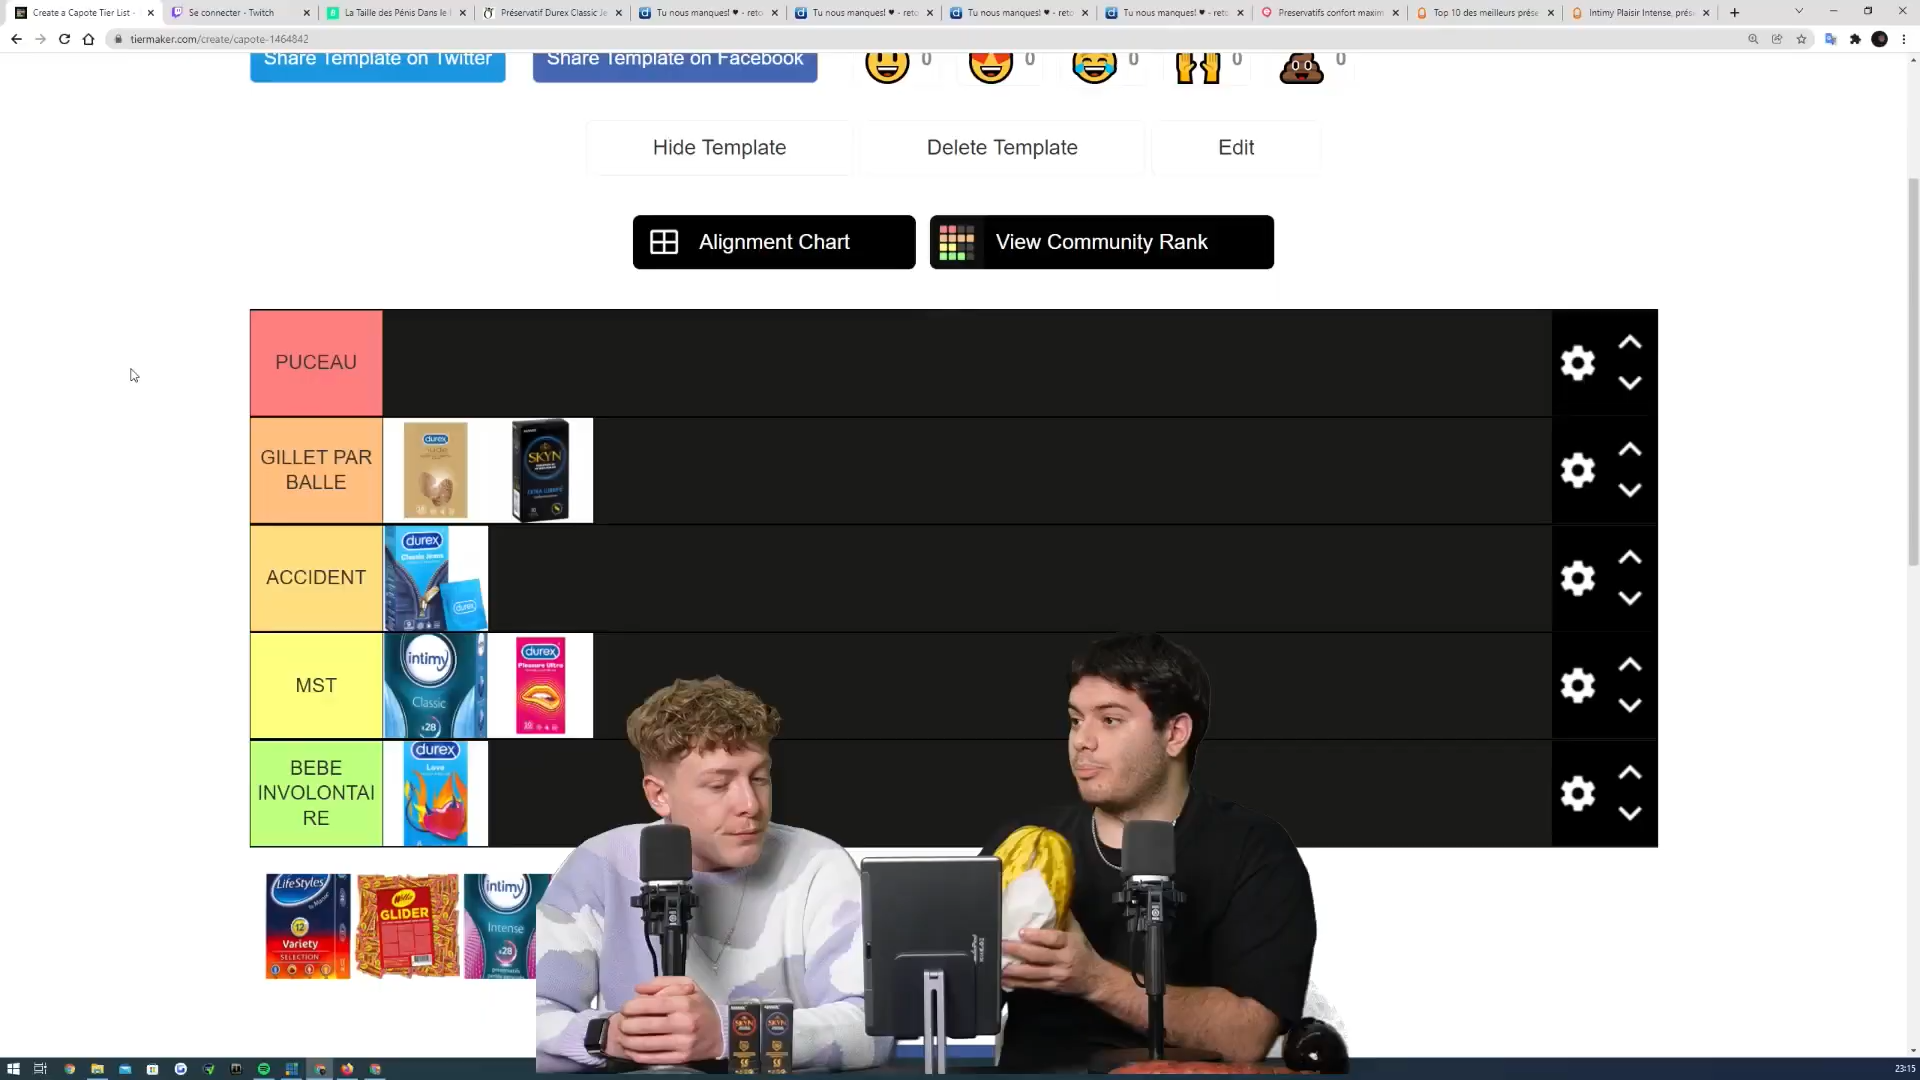 Create a Capote Tier List -
Se connecter - Twitch
La Taille des Pénis Dans le
Préservatif Durex Classic Je
Tu nous manques! ♥ - reto
Tu nous manques! ♥ - reto
Tu nous manques! ♥ - reto
Tu nous manques! ♥ - reto
Preservatifs confort maxim
Top 10 des meilleurs prése
Intimy Plaisir Intense, prés
tiermaker.com/create/capote-1464842
Share Template on Twitter
Share Template on Facebook
0
0
0
0
0
Hide Template
Delete Template
Edit
Alignment Chart
View Community Rank
PUCEAU
GILLET PAR
BALLE
durex
SKYN
ACCIDENT
durex
Classic Jeans
durex
MST
intimy
Classic
x28
durex
Pleasure Ultra
10
BEBE
INVOLONTAI
RE
durex
Love
LifeStyles
12
Variety
SELECTION
GLIDER
intimy
Intense
x28
SKYN
SKYN
23:15